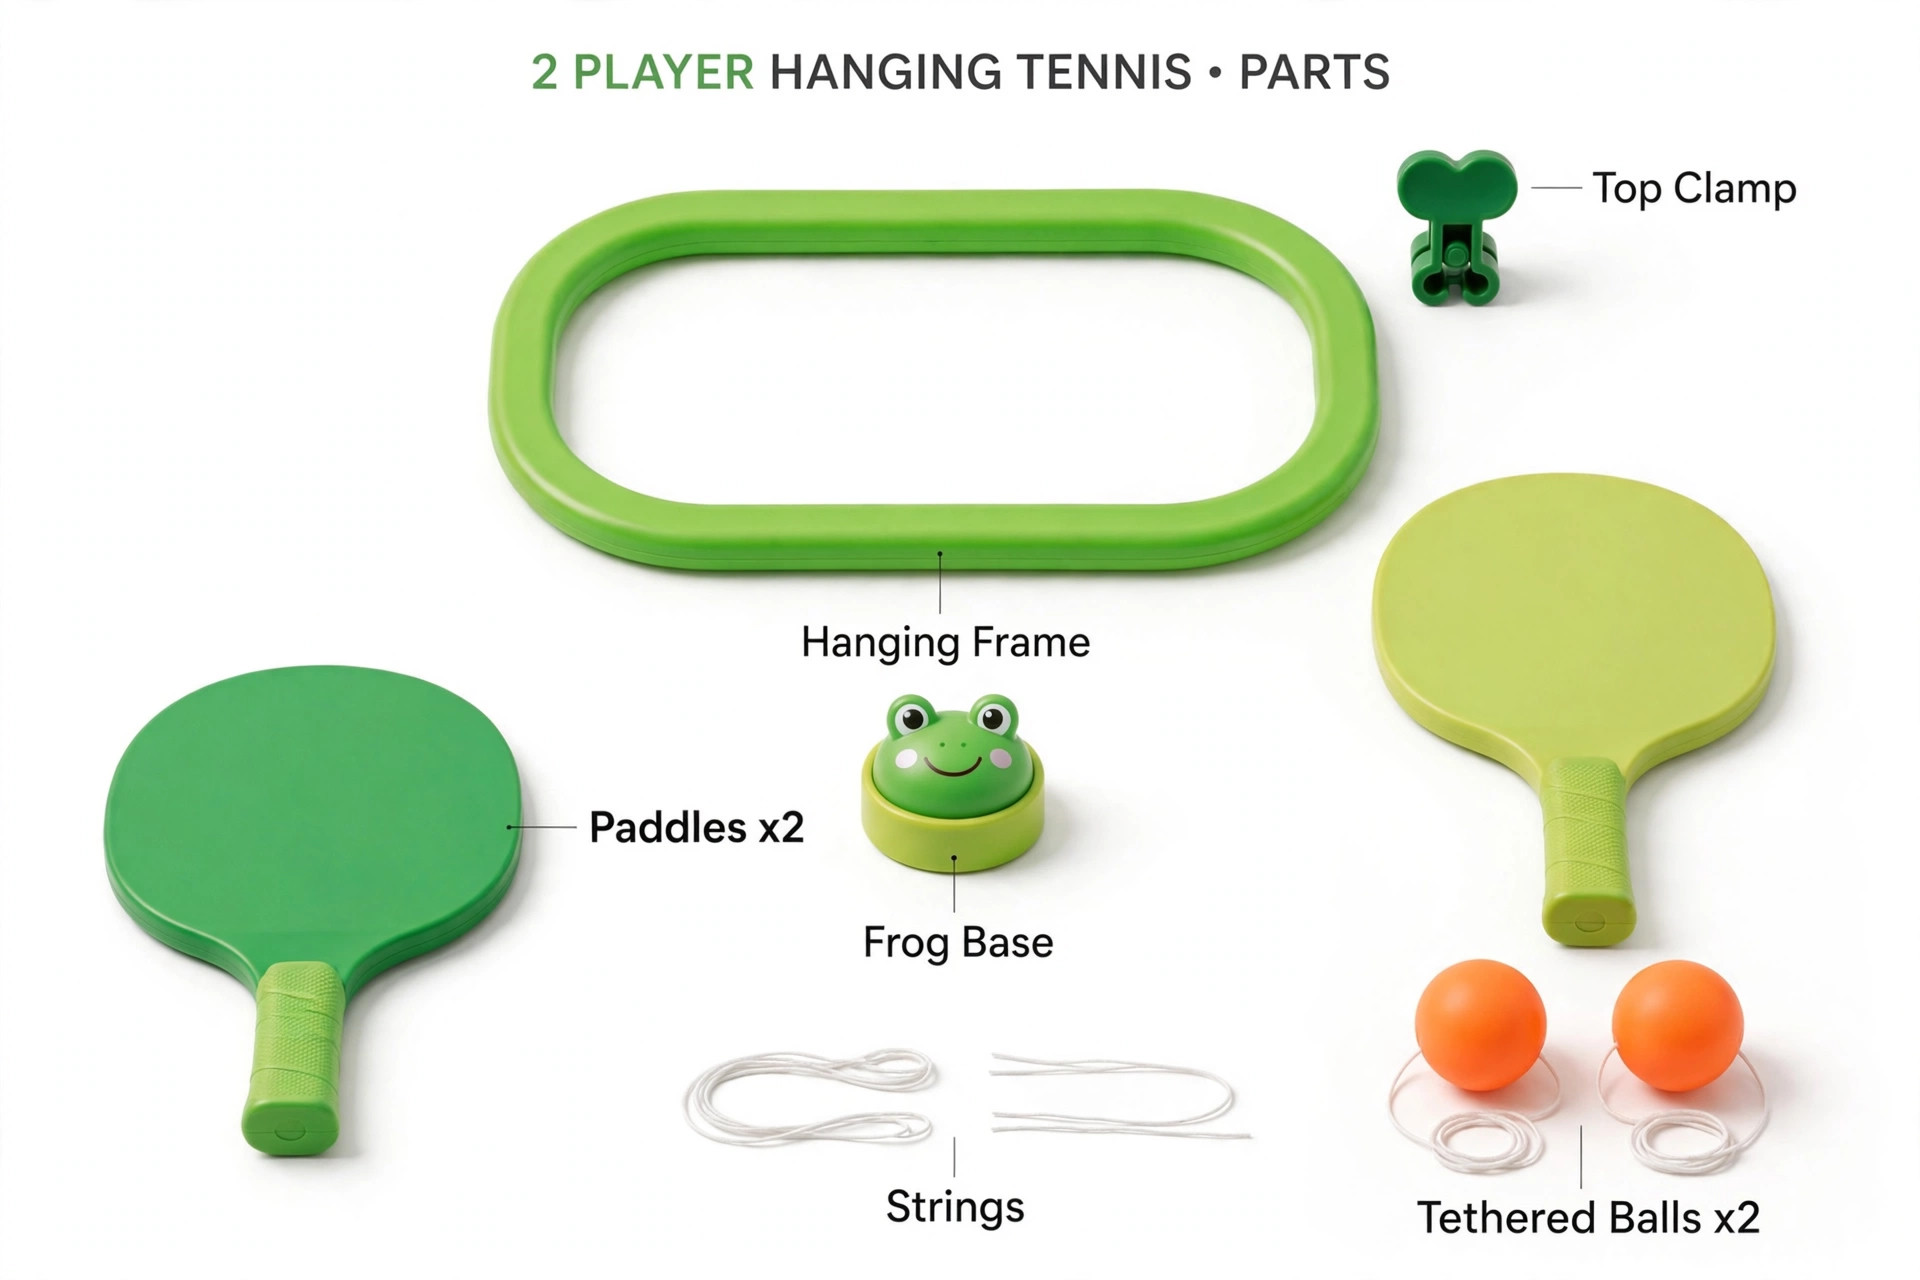 2 PLAYER HANGING TENNIS • PARTS
Top Clamp
Hanging Frame
Paddles x2
Frog Base
Strings
Tethered Balls x2